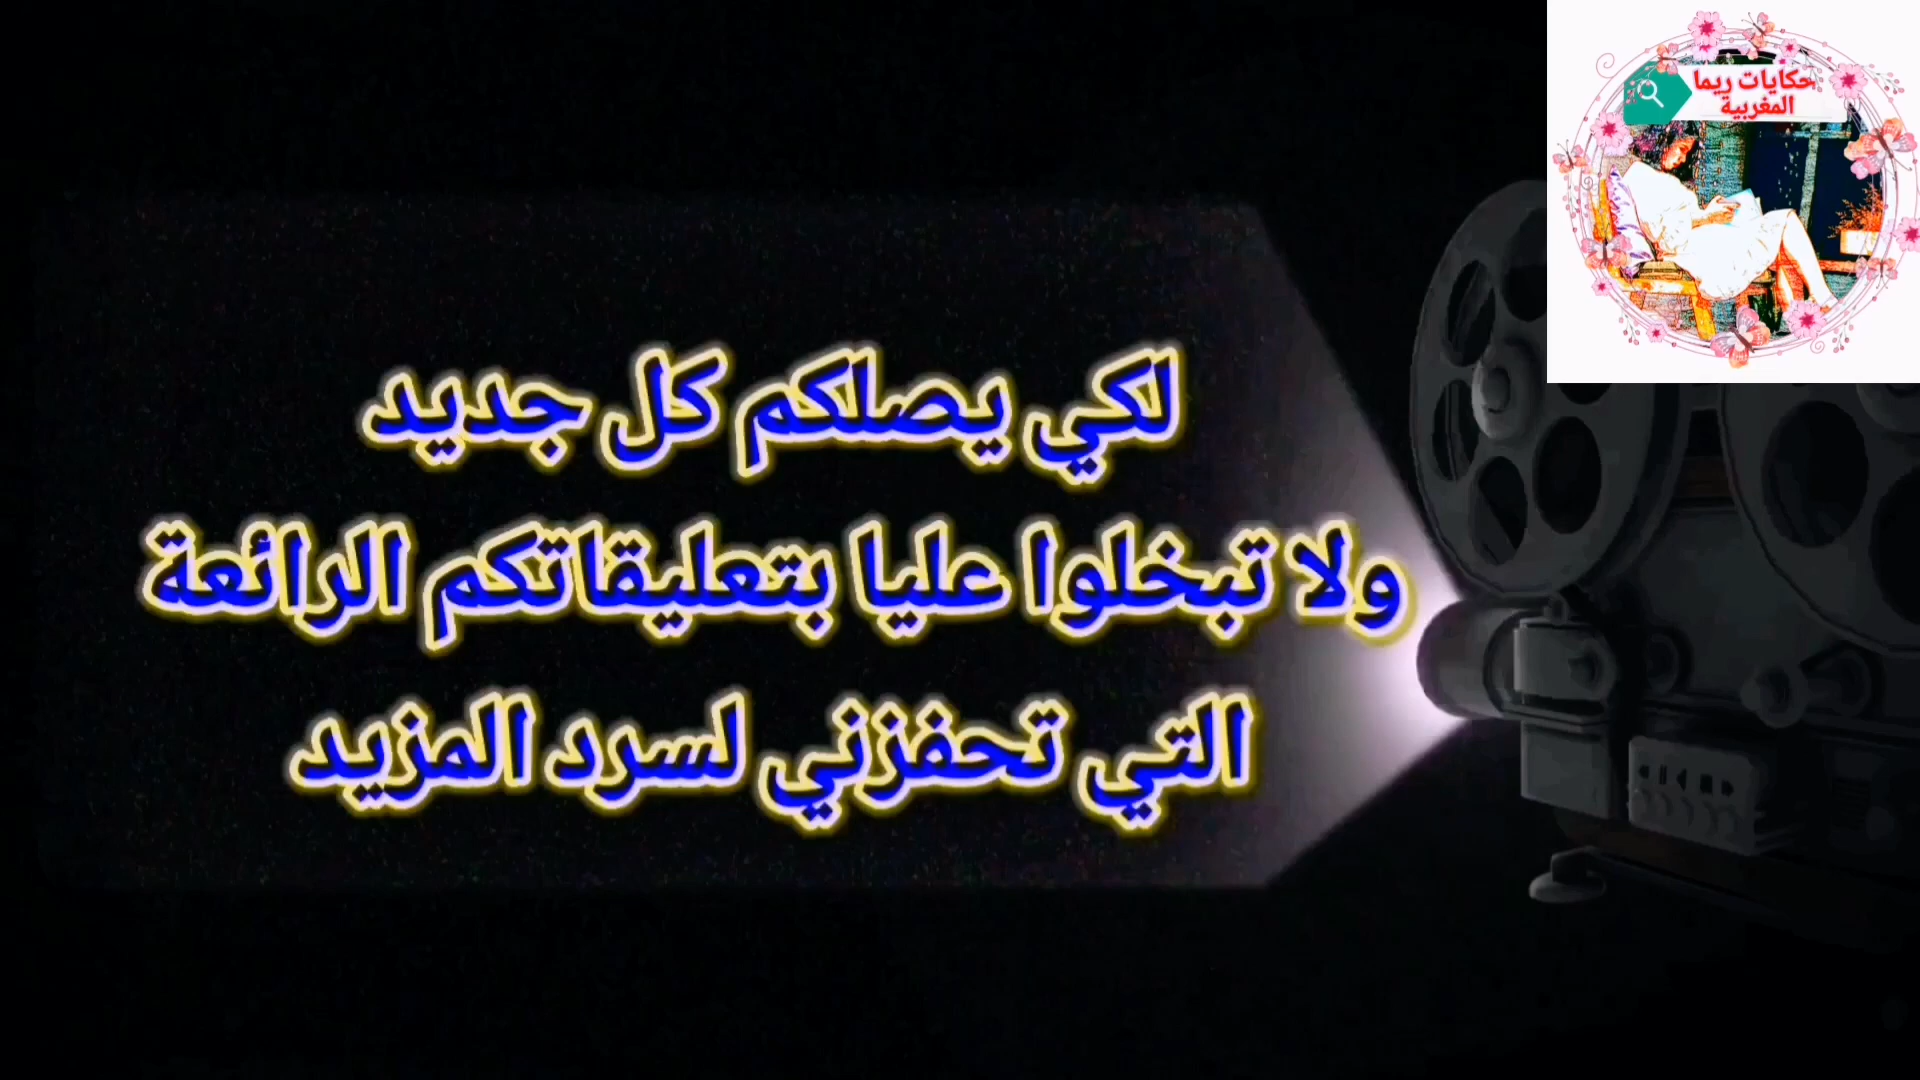 حكايات ريما
المغربية
لكي يصلكم كل جديد
ولا تبخلوا عليا بتعليقاتكم الرائعة
التي تحفزني لسرد المزيد